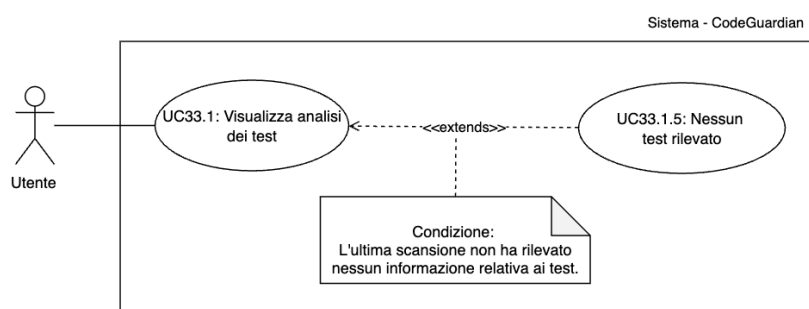 Sistema - CodeGuardian
UC33.1: Visualizza analisi
dei test
<<extends>>
UC33.1.5: Nessun
test rilevato
Utente
Condizione:
L'ultima scansione non ha rilevato
nessun informazione relativa ai test.